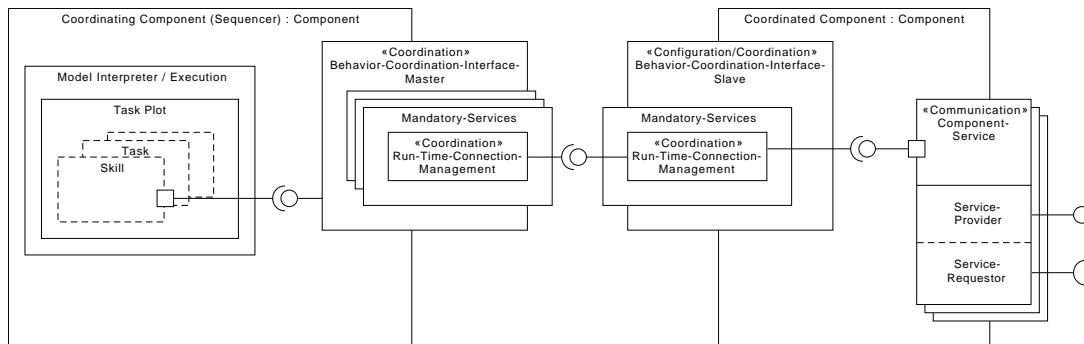 Coordinating Component (Sequencer) : Component
Model Interpreter / Execution
Task Plot
Task
Skill
«Coordination»
Behavior-Coordination-Interface-
Master
Mandatory-Services
«Coordination»
Run-Time-Connection-
Management
Coordinated Component : Component
«Configuration/Coordination»
Behavior-Coordination-Interface-
Slave
Mandatory-Services
«Coordination»
Run-Time-Connection-
Management
«Communication»
Component-
Service
Service-
Provider
Service-
Requestor